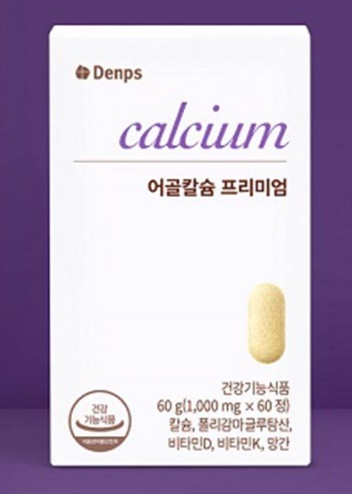 Denps
calcium
어골칼슘 프리미엄
건강기능식품
60 g(1,000 mg × 60 정)
칼슘, 폴리감마글루탐산,
비타민D, 비타민K, 망간
건강
기능식품